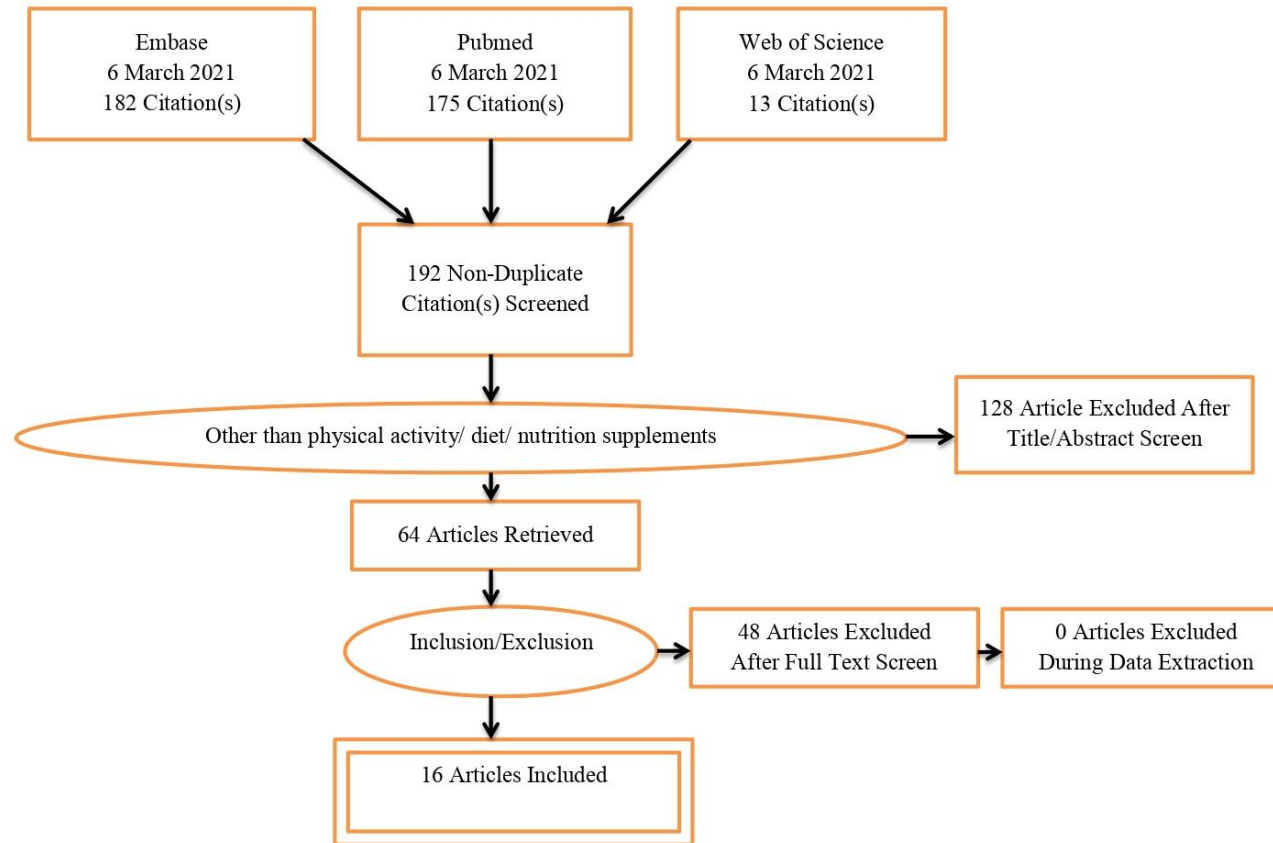 Embase
6 March 2021
182 Citation(s)
Pubmed
6 March 2021
175 Citation(s)
Web of Science
6 March 2021
13 Citation(s)
192 Non-Duplicate
Citation(s) Screened
Other than physical activity/ diet/ nutrition supplements
128 Article Excluded After
Title/Abstract Screen
64 Articles Retrieved
Inclusion/Exclusion
48 Articles Excluded
After Full Text Screen
0 Articles Excluded
During Data Extraction
16 Articles Included